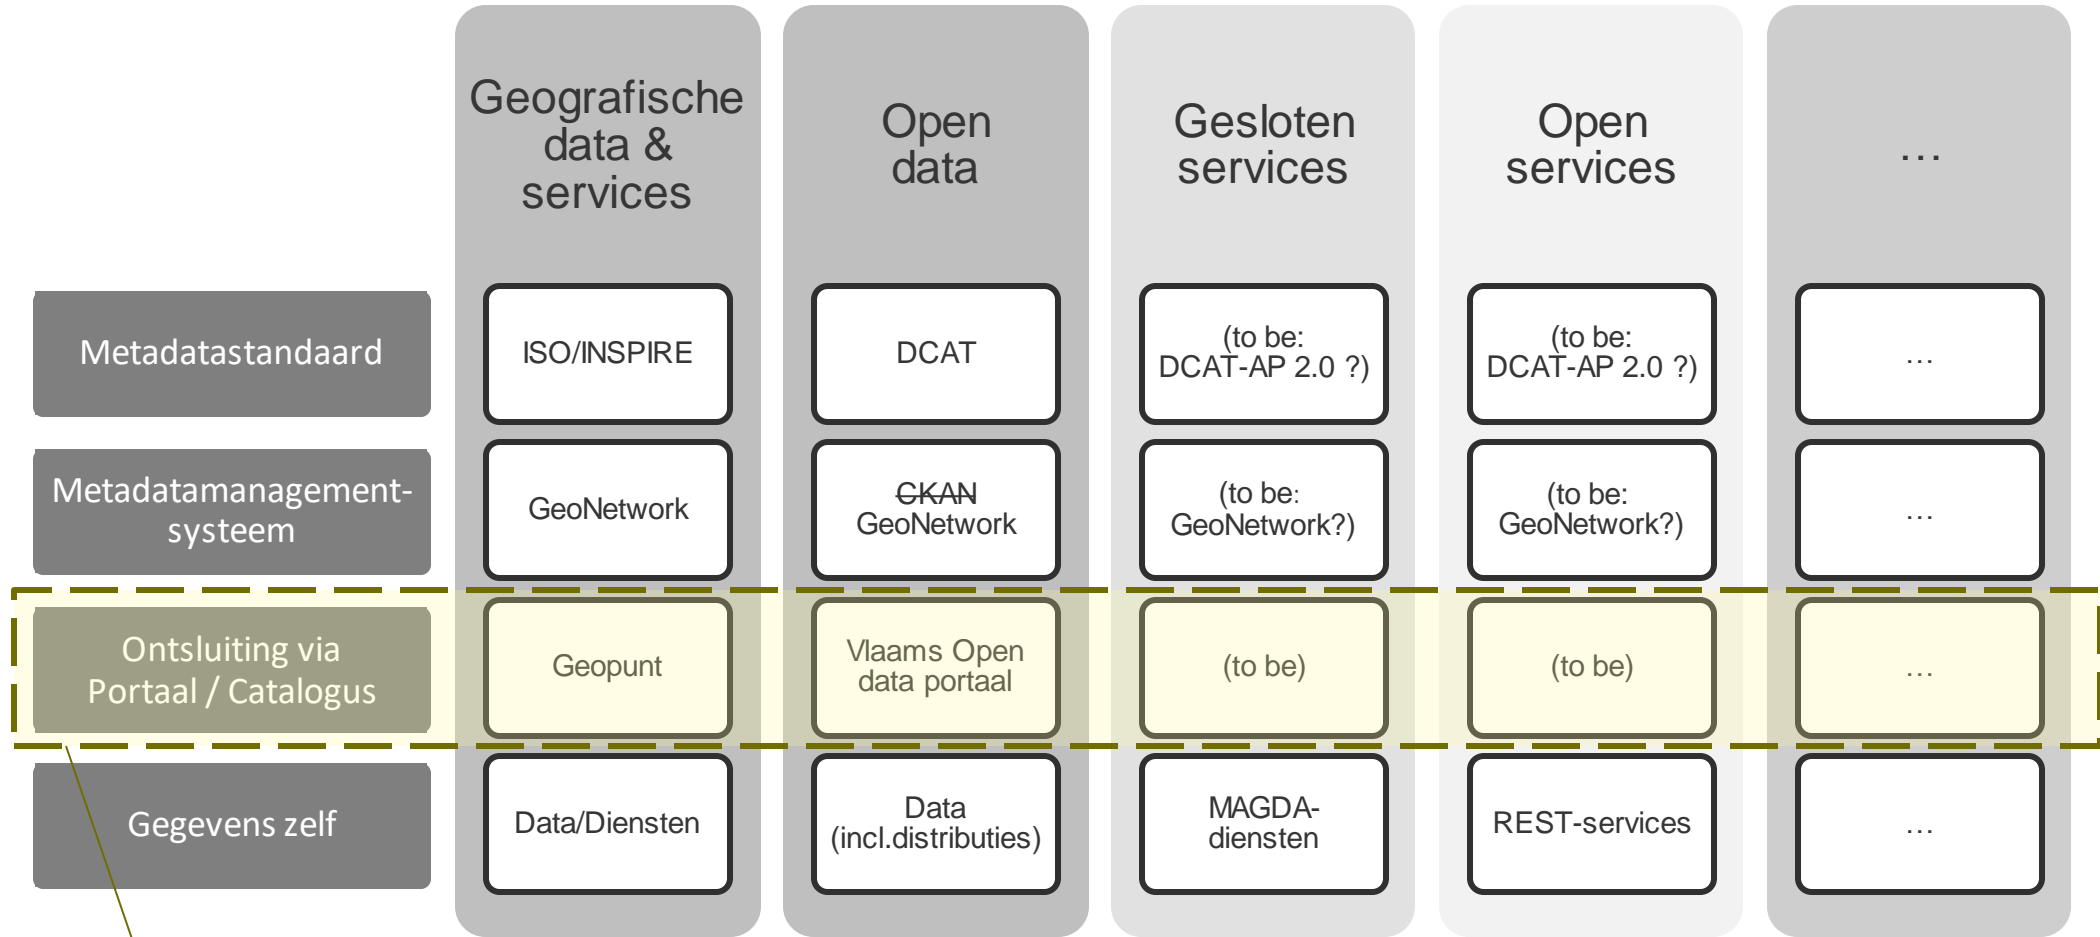 Geografische
data &
services
Open
data
Gesloten
services
Open
services
...
Metadatastandaard
ISO/INSPIRE
DCAT
(to be:
DCAT-AP 2.0 ?)
(to be:
DCAT-AP 2.0 ?)
...
Metadatamanagement-
systeem
GeoNetwork
CKAN
GeoNetwork
(to be:
GeoNetwork?)
(to be:
GeoNetwork?)
...
Ontsluiting via
Portaal / Catalogus
Geopunt
Vlaams Open
data portaal
(to be)
(to be)
...
Gegevens zelf
Data/Diensten
Data
(incl.distributies)
MAGDA-
diensten
REST-services
...